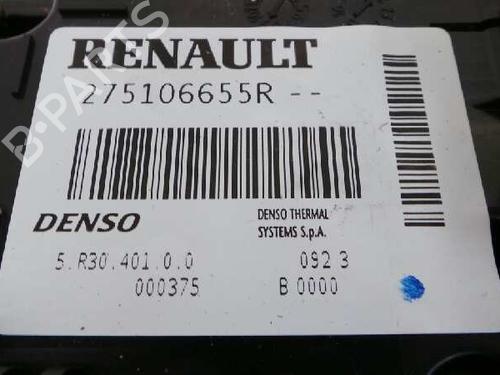 RENAULT
275106655R --
DENSO
DENSO THERMAL
SYSTEMS S.p.A.
5.R30.401.0.0
092 3
000375
B 0000
B-PARTS